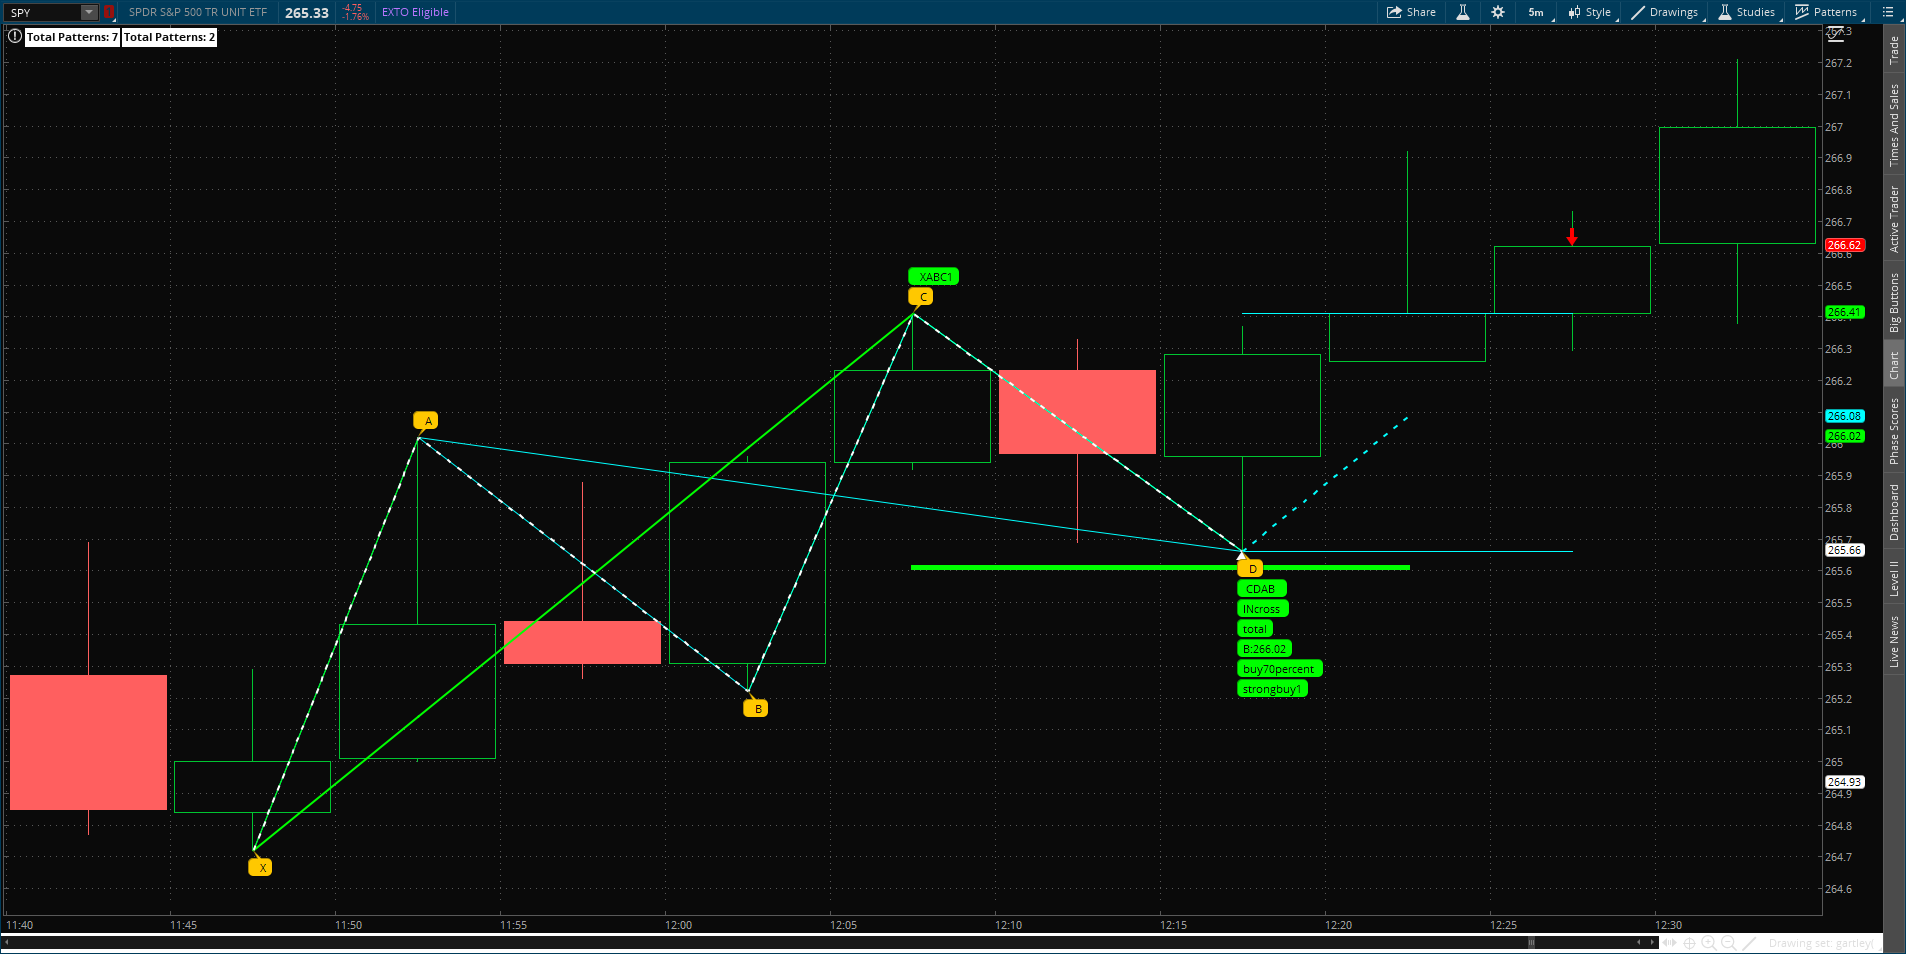 SPY
SPDR S&P 500 TR UNIT ETF 265.33 -4.75 -1.76% EXTO Eligible
Share 5m Style Drawings Studies Patterns
Total Patterns: 7 Total Patterns: 2
XABC1
C
A
B
X
D
CDAB
INcross
total
B:266.02
buy70percent
strongbuy1
267.2
267.1
267
266.9
266.8
266.7
266.62
266.6
266.5
266.41
266.3
266.2
266.08
266.02
265.9
265.8
265.66
265.6
265.5
265.4
265.3
265.2
265.1
265
264.93
264.9
264.8
264.7
264.6
11:40 11:45 11:50 11:55 12:00 12:05 12:10 12:15 12:20 12:25 12:30
Drawing set: gartley(
Trade
Times And Sales
Active Trader
Big Buttons
Chart
Phase Scores
Dashboard
Level II
Live News